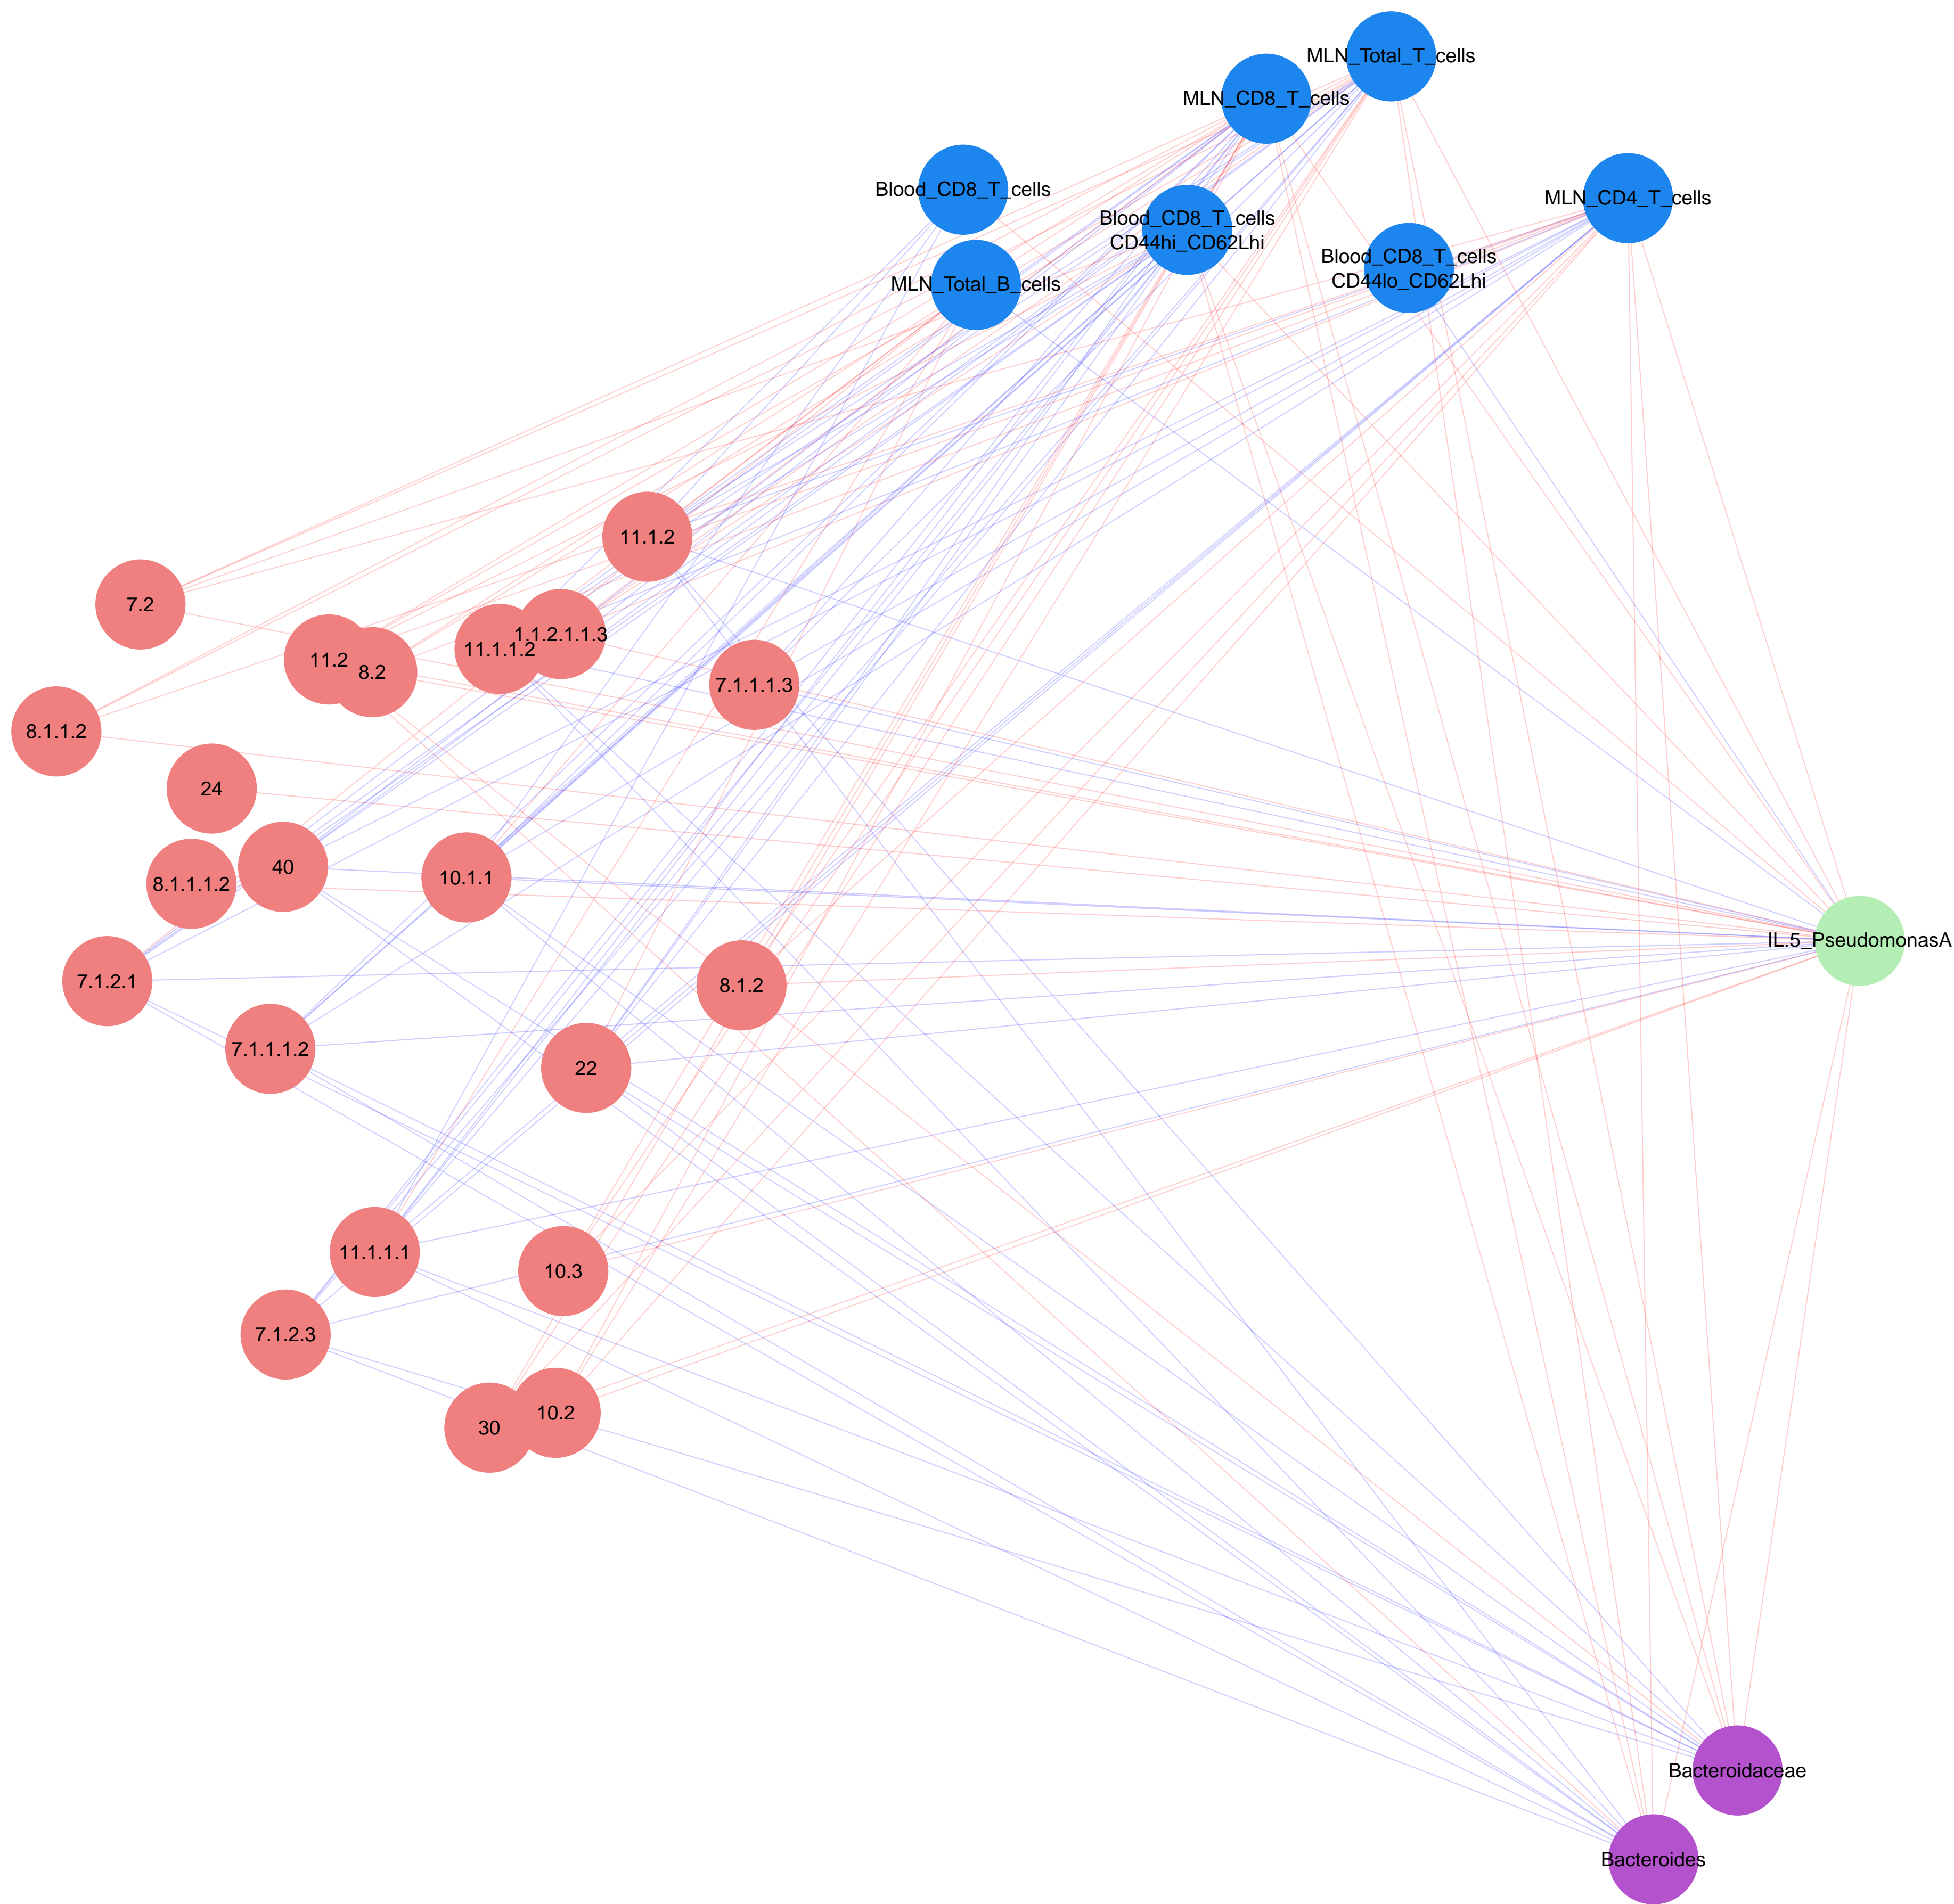 MLN_Total_T_cells
MLN_CD8_T_cells
Blood_CD8_T_cells
MLN_CD4_T_cells
Blood_CD8_T_cells
CD44hi_CD62Lhi
Blood_CD8_T_cells
CD44lo_CD62Lhi
MLN_Total_B_cells
11.1.2
7.2
1.1.2.1.1.3
11.1.1.2
11.2
8.2
7.1.1.1.1.3
8.1.1.2
24
40
10.1.1
8.1.1.1.2
IL.5_PseudomonasA
7.1.2.1
8.1.2
7.1.1.1.2
22
11.1.1.1
10.3
7.1.2.3
10.2
30
Bacteroidaceae
Bacteroides